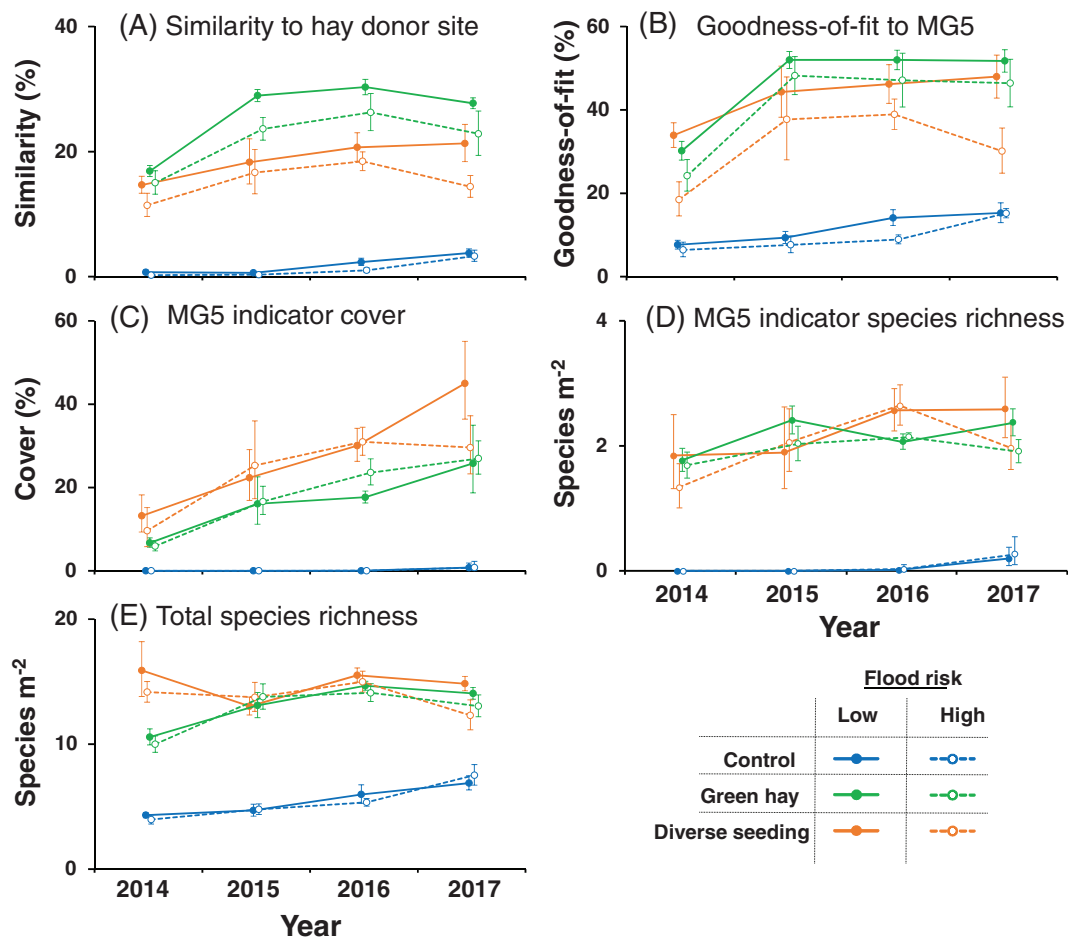 (A) Similarity to hay donor site
Similarity (%)
40
20
0
(B) Goodness-of-fit to MG5
Goodness-of-fit (%)
60
40
20
0
(C) MG5 indicator cover
Cover (%)
60
40
20
0
(D) MG5 indicator species richness
Species m⁻²
4
2
0
2014 2015 2016 2017
Year
(E) Total species richness
Species m⁻²
20
10
0
2014 2015 2016 2017
Year
Flood risk
Low High
Control
Green hay
Diverse seeding